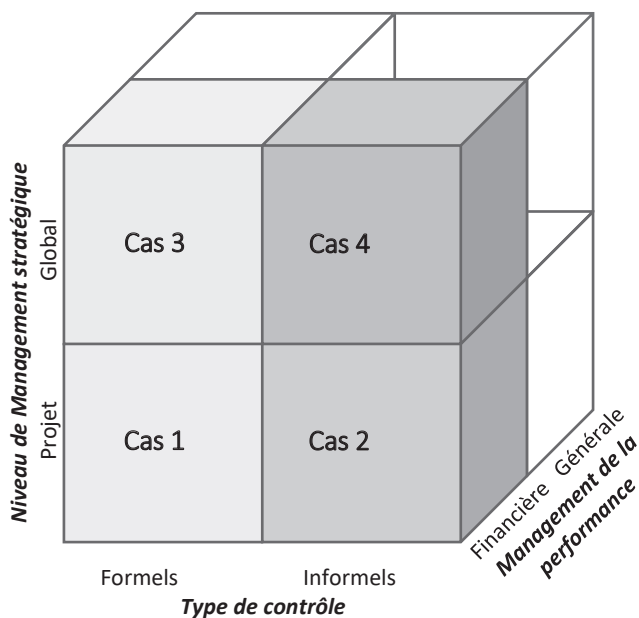 Niveau de Management stratégique
Global
Projet
Cas 3
Cas 4
Cas 1
Cas 2
Formels
Informels
Type de contrôle
Financière
Générale
Management de la
performance